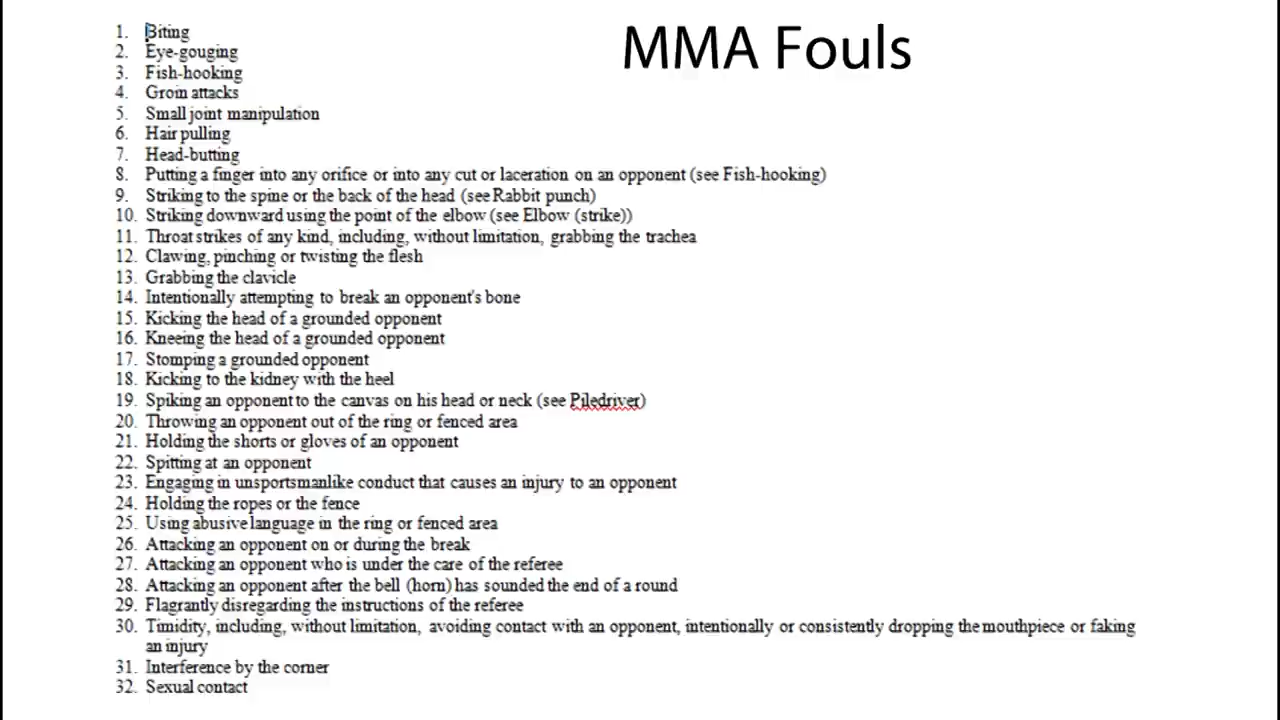 MMA Fouls
1. Biting
2. Eye-gouging
3. Fish-hooking
4. Groin attacks
5. Small joint manipulation
6. Hair pulling
7. Head-butting
8. Putting a finger into any orifice or into any cut or laceration on an opponent (see Fish-hooking)
9. Striking to the spine or the back of the head (see Rabbit punch)
10. Striking downward using the point of the elbow (see Elbow (strike))
11. Throat strikes of any kind, including, without limitation, grabbing the trachea
12. Clawing, pinching or twisting the flesh
13. Grabbing the clavicle
14. Intentionally attempting to break an opponent's bone
15. Kicking the head of a grounded opponent
16. Kneeing the head of a grounded opponent
17. Stomping a grounded opponent
18. Kicking to the kidney with the heel
19. Spiking an opponent to the canvas on his head or neck (see Piledriver)
20. Throwing an opponent out of the ring or fenced area
21. Holding the shorts or gloves of an opponent
22. Spitting at an opponent
23. Engaging in unsportsmanlike conduct that causes an injury to an opponent
24. Holding the ropes or the fence
25. Using abusive language in the ring or fenced area
26. Attacking an opponent on or during the break
27. Attacking an opponent who is under the care of the referee
28. Attacking an opponent after the bell (horn) has sounded the end of a round
29. Flagrantly disregarding the instructions of the referee
30. Timidity, including, without limitation, avoiding contact with an opponent, intentionally or consistently dropping the mouthpiece or faking
an injury
31. Interference by the corner
32. Sexual contact